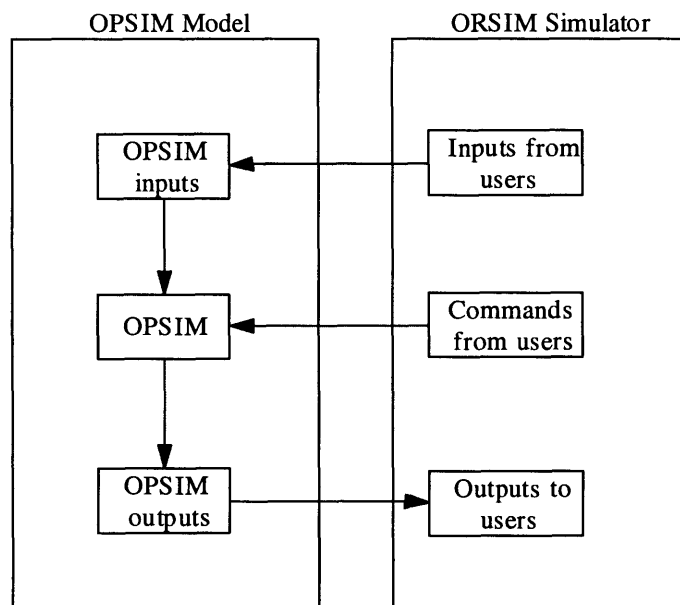 OPSIM Model
ORSIM Simulator
OPSIM
inputs
Inputs from
users
OPSIM
Commands
from users
OPSIM
outputs
Outputs to
users